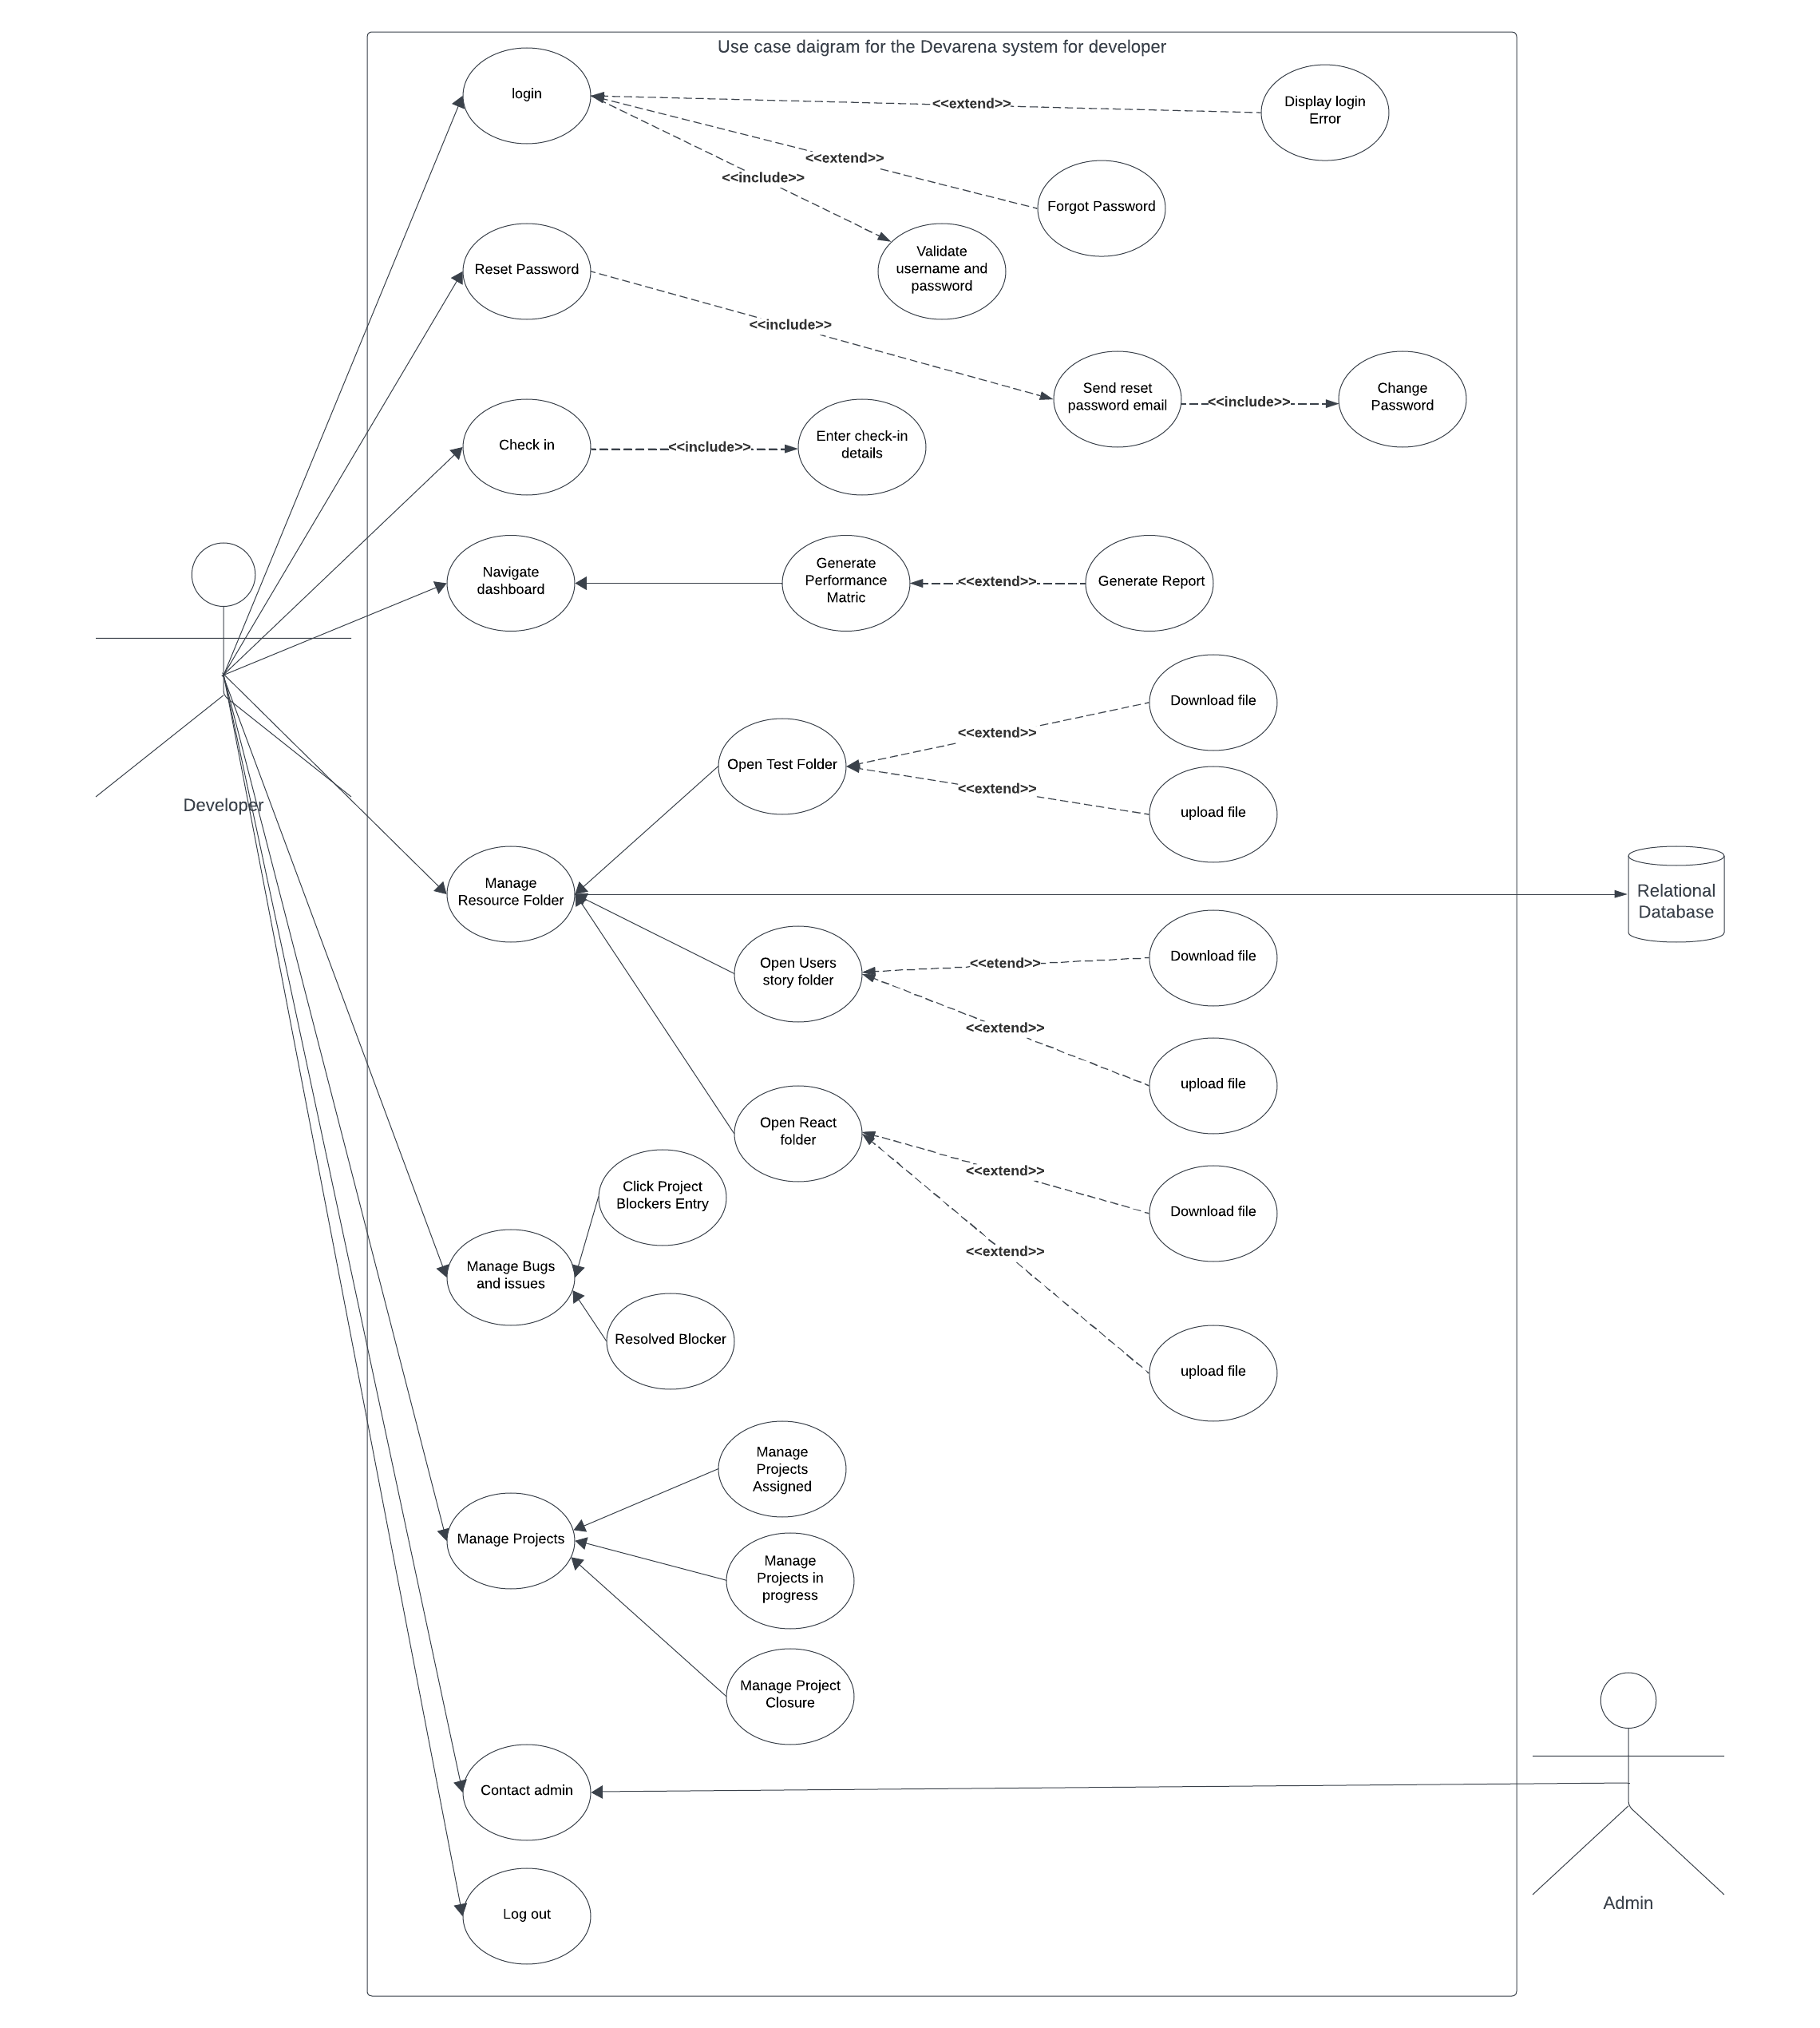 Use case daigram for the Devarena system for developer
login
<<extend>>
Display login
Error
<<extend>>
<<include>>
Forgot Password
Validate
username and
password
Reset Password
<<include>>
Send reset
password email
<<include>>
Change
Password
Check in
<<include>>
Enter check-in
details
Navigate
dashboard
Generate
Performance
Matric
<<extend>>
Generate Report
Developer
Open Test Folder
<<extend>>
Download file
<<extend>>
upload file
Manage
Resource Folder
Relational
Database
Open Users
story folder
<<etend>>
Download file
<<extend>>
upload file
Open React
folder
<<extend>>
Download file
<<extend>>
upload file
Click Project
Blockers Entry
Manage Bugs
and issues
Resolved Blocker
Manage
Projects
Assigned
Manage Projects
Manage
Projects in
progress
Manage Project
Closure
Contact admin
Admin
Log out